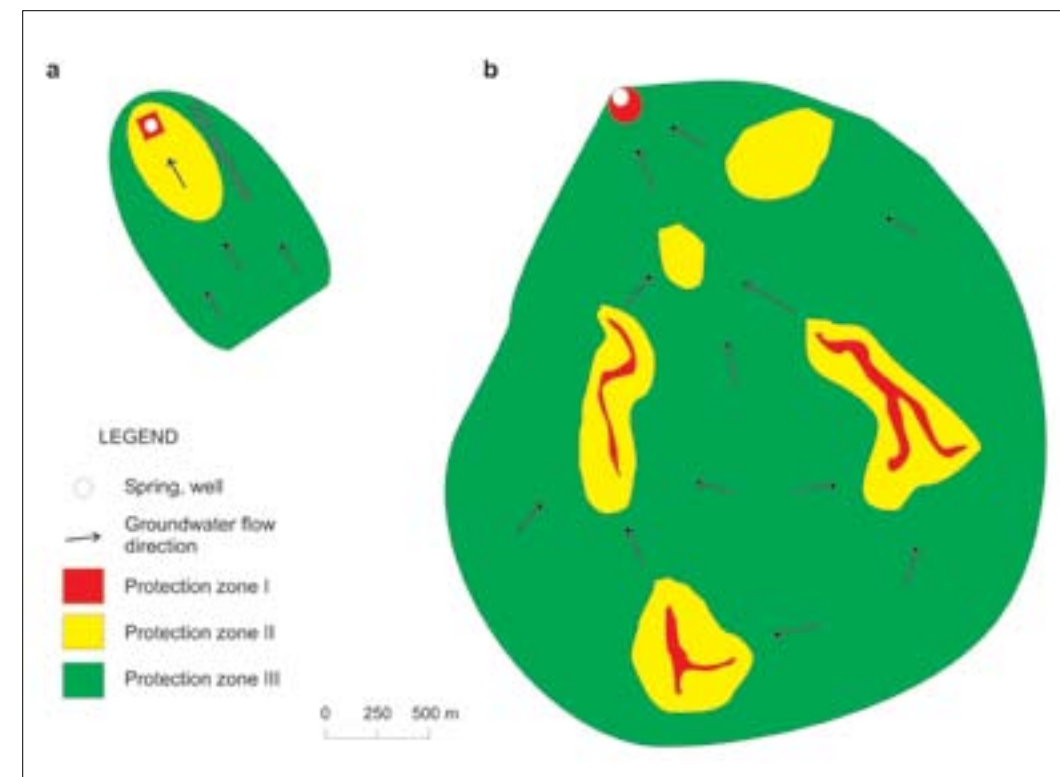 a
b
LEGEND
Spring, well
Groundwater flow
direction
Protection zone I
Protection zone II
Protection zone III
0 250 500 m